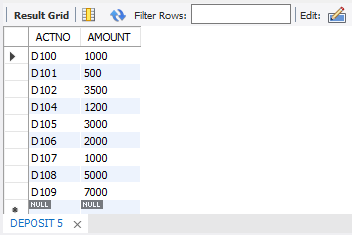 Result Grid Filter Rows: Edit:
ACTNO AMOUNT
D100 1000
D101 500
D102 3500
D104 1200
D105 3000
D106 2000
D107 1000
D108 5000
D109 7000
NULL NULL
DEPOSIT 5 ×